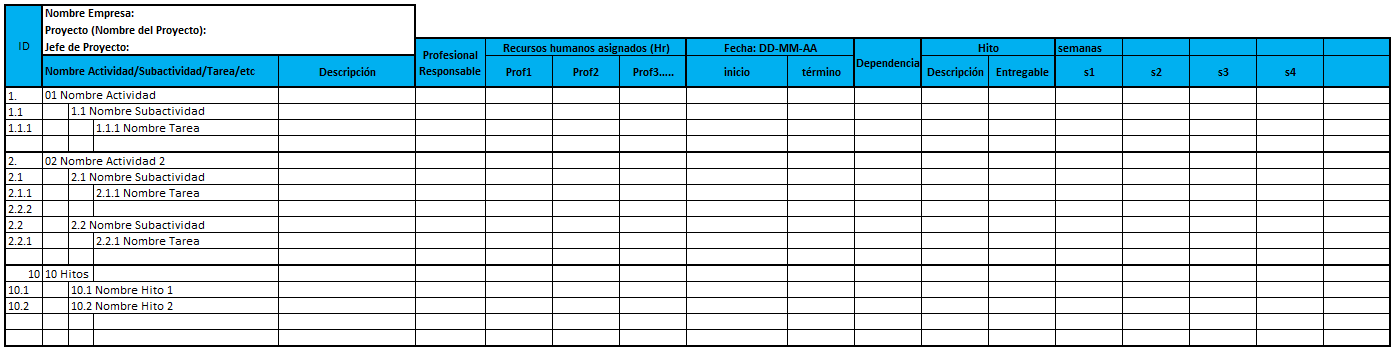 Nombre Empresa:
Proyecto (Nombre del Proyecto):
ID Jefe de Proyecto:
Profesional Responsable Recursos humanos asignados (Hr) Fecha: DD-MM-AA Dependencia Hito semanas
Nombre Actividad/Subactividad/Tarea/etc Descripción Prof1 Prof2 Prof3..... inicio término Descripción Entregable s1 s2 s3 s4
1. 01 Nombre Actividad
1.1 1.1 Nombre Subactividad
1.1.1 1.1.1 Nombre Tarea
2. 02 Nombre Actividad 2
2.1 2.1 Nombre Subactividad
2.1.1 2.1.1 Nombre Tarea
2.2.2
2.2 2.2 Nombre Subactividad
2.2.1 2.2.1 Nombre Tarea
10 10 Hitos
10.1 10.1 Nombre Hito 1
10.2 10.2 Nombre Hito 2